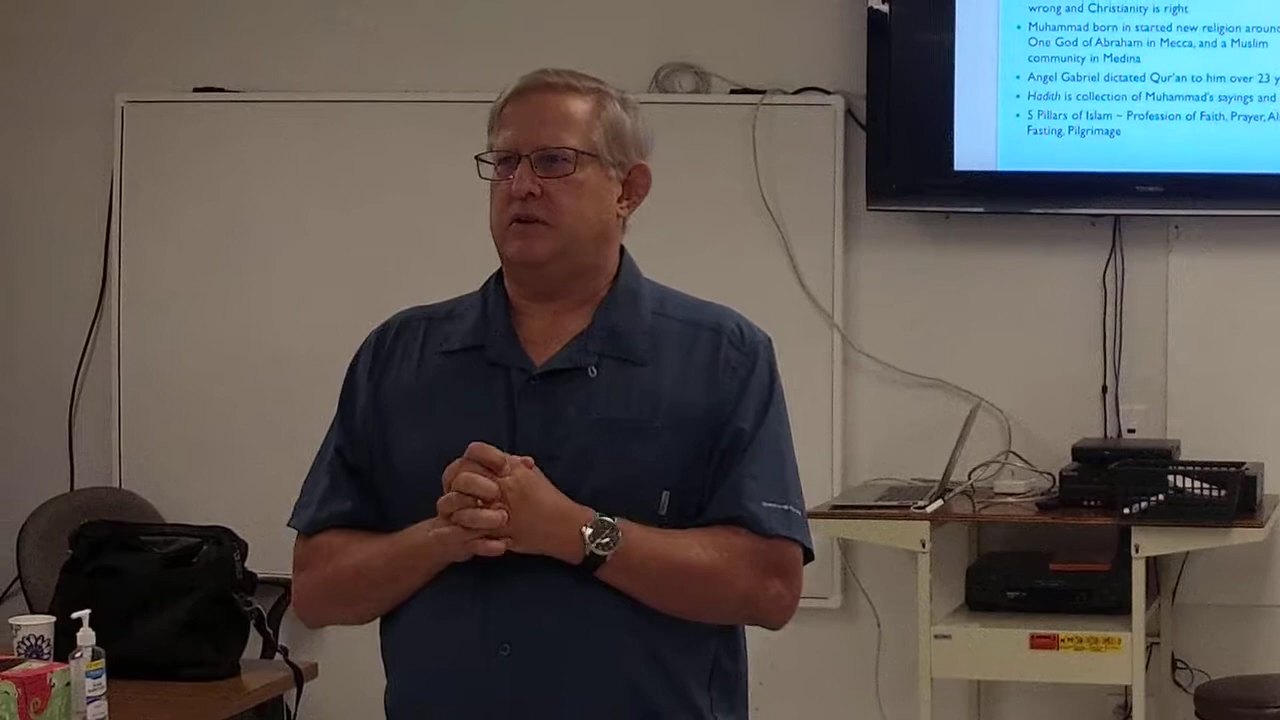 wrong and Christianity is right
• Muhammad born in started new religion around
One God of Abraham in Mecca, and a Muslim
community in Medina
• Angel Gabriel dictated Qur'an to him over 23 y
• Hadith is collection of Muhammad's sayings and
• 5 Pillars of Islam – Profession of Faith, Prayer, Al
Fasting, Pilgrimage